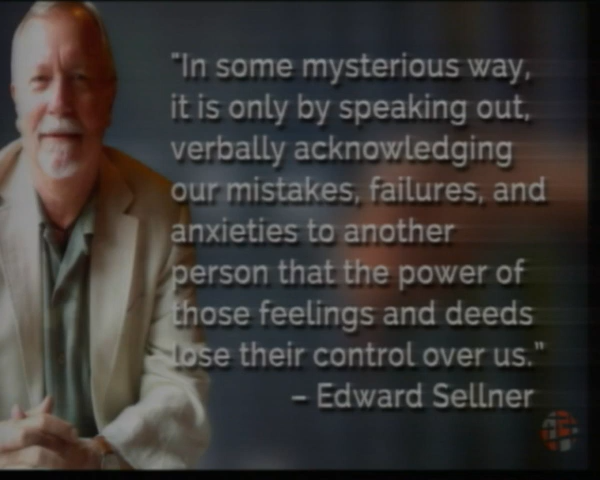 "In some mysterious way,
it is only by speaking out,
verbally acknowledging
our mistakes, failures, and
anxieties to another
person that the power of
those feelings and deeds
lose their control over us."
– Edward Sellner